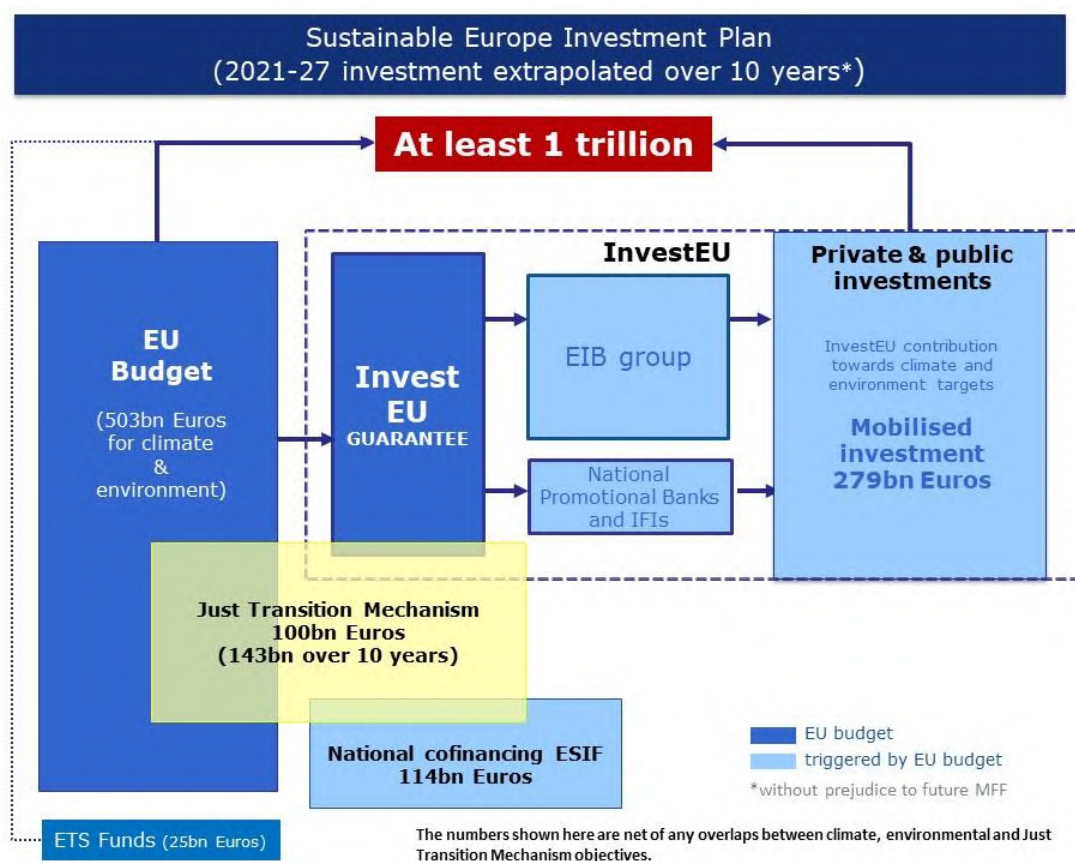 Sustainable Europe Investment Plan
(2021-27 investment extrapolated over 10 years*)
At least 1 trillion
EU
Budget
(503bn Euros
for climate
&
environment)
InvestEU
Invest
EU
GUARANTEE
EIB group
National
Promotional Banks
and IFIs
Private & public
investments
InvestEU contribution
towards climate and
environment targets
Mobilised
investment
279bn Euros
Just Transition Mechanism
100bn Euros
(143bn over 10 years)
National cofinancing ESIF
114bn Euros
EU budget
triggered by EU budget
*without prejudice to future MFF
ETS Funds (25bn Euros)
The numbers shown here are net of any overlaps between climate, environmental and Just
Transition Mechanism objectives.